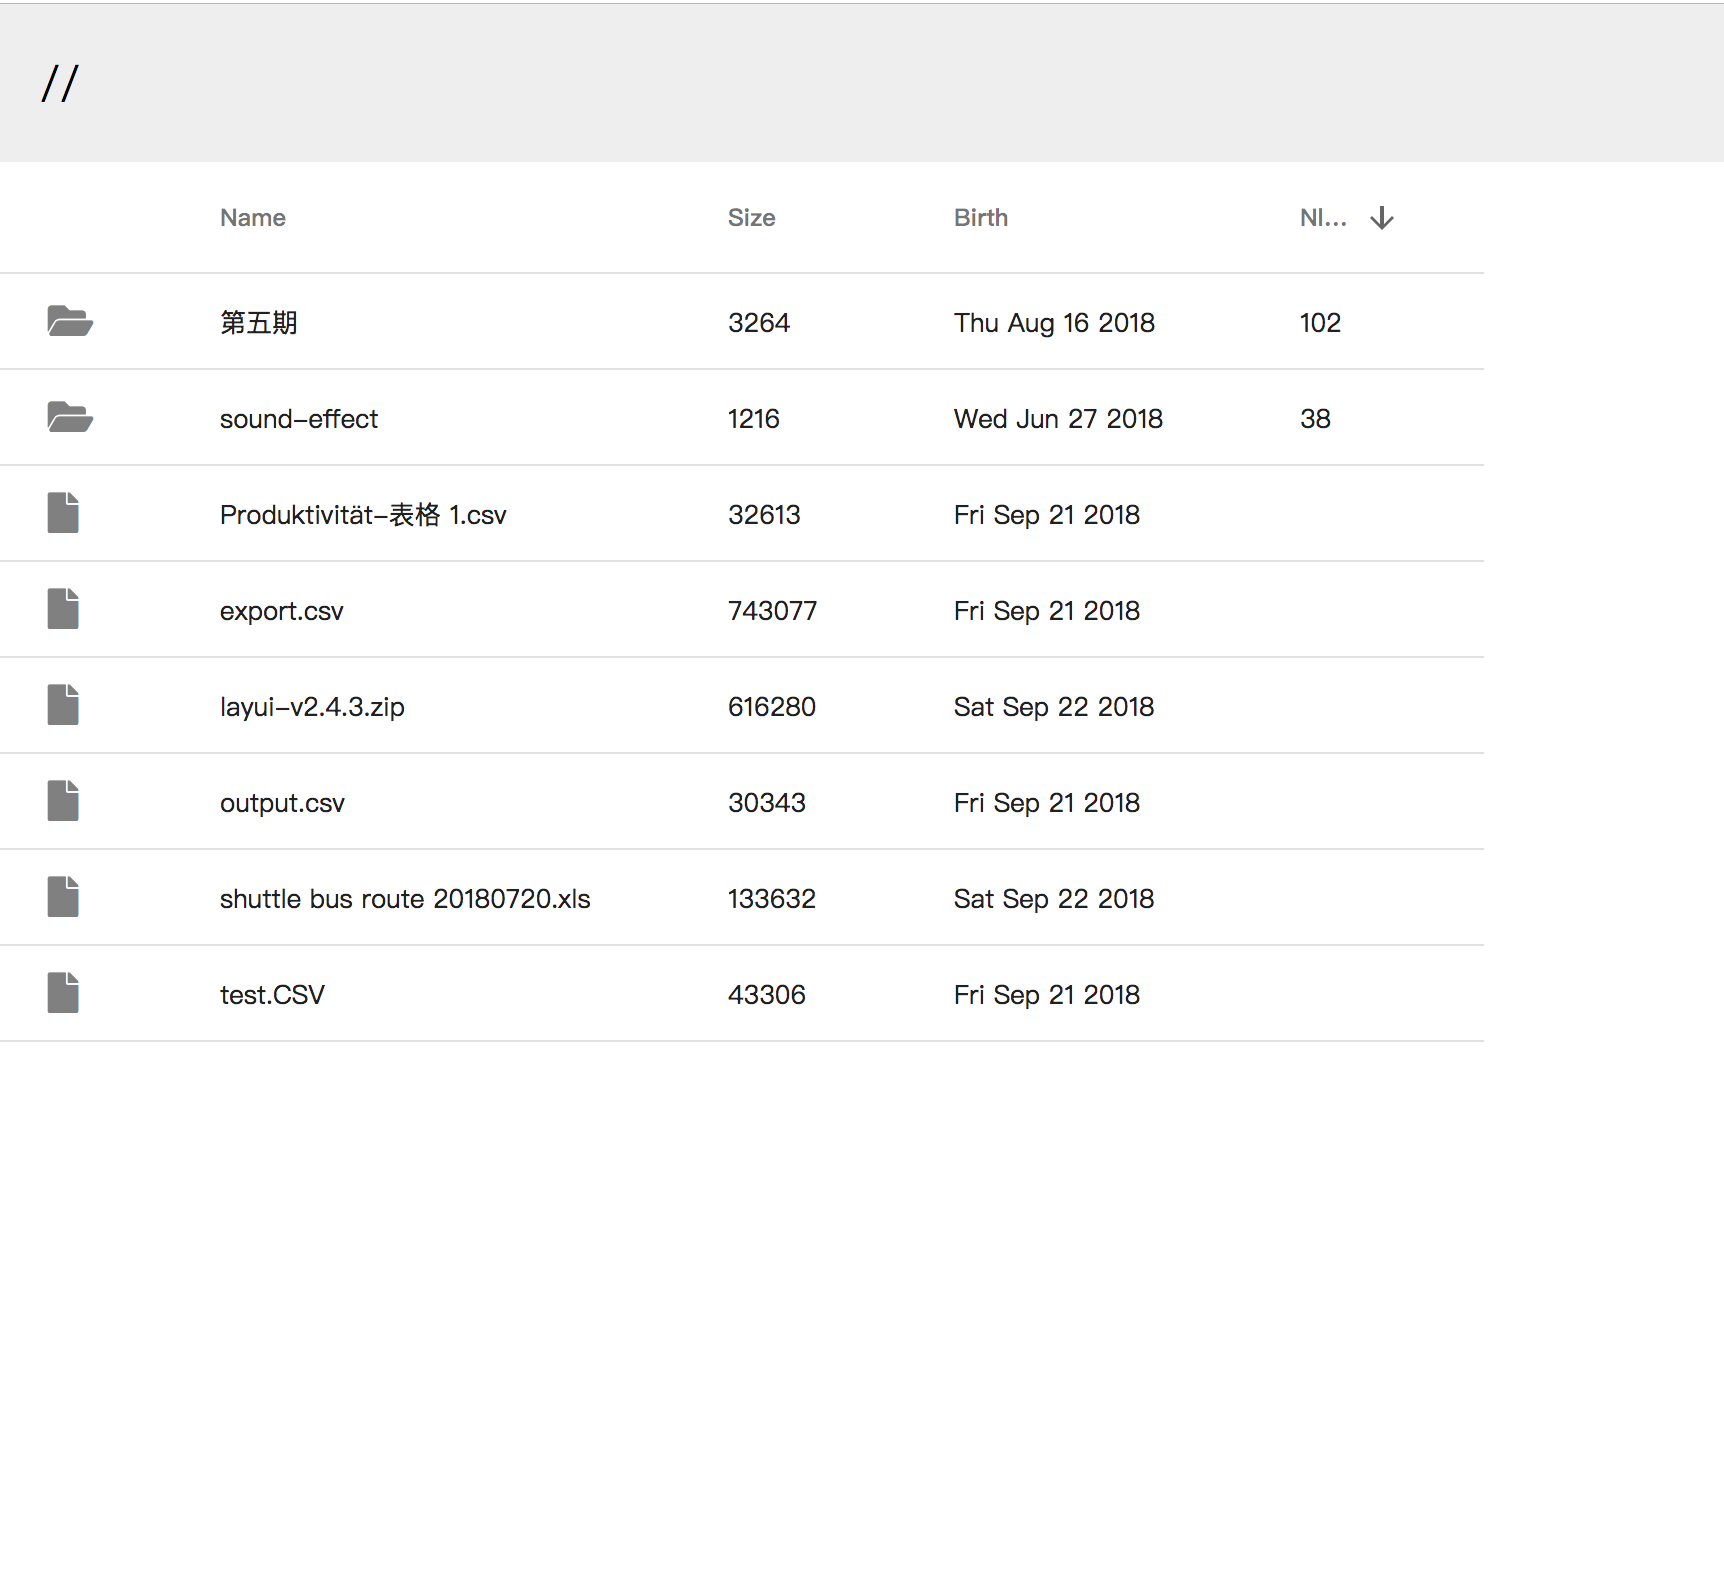 //
Name Size Birth Nl...
第五期 3264 Thu Aug 16 2018 102
sound-effect 1216 Wed Jun 27 2018 38
Produktivität-表格 1.csv 32613 Fri Sep 21 2018
export.csv 743077 Fri Sep 21 2018
layui-v2.4.3.zip 616280 Sat Sep 22 2018
output.csv 30343 Fri Sep 21 2018
shuttle bus route 20180720.xls 133632 Sat Sep 22 2018
test.CSV 43306 Fri Sep 21 2018